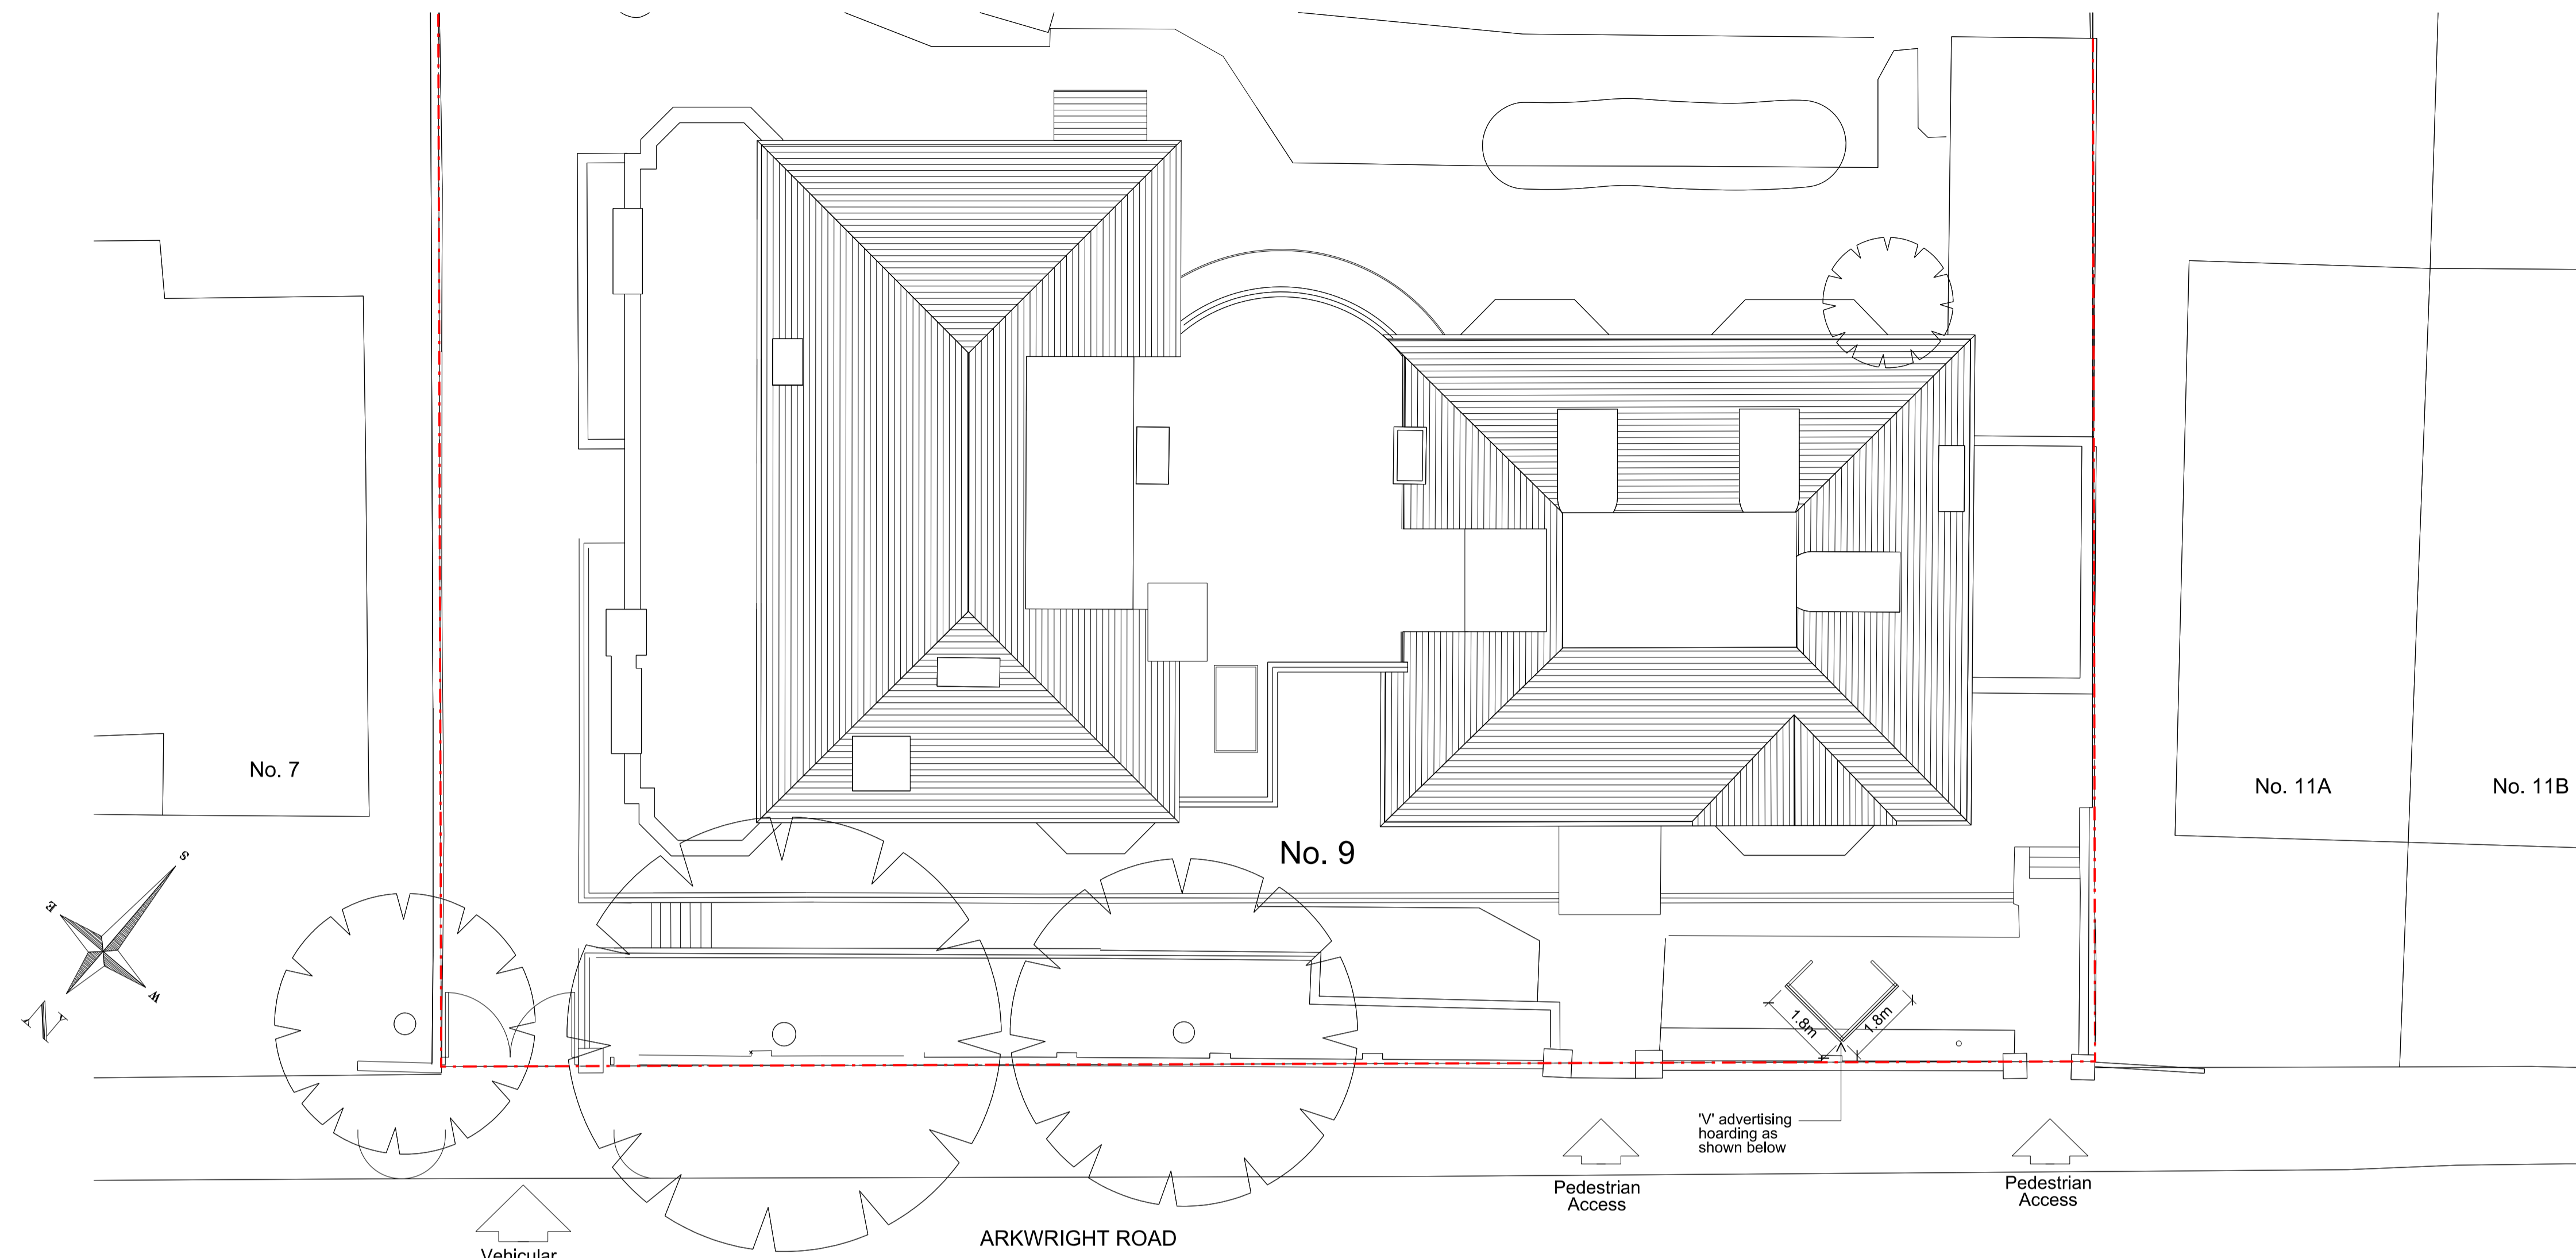 No. 7
No. 11A
No. 11B
No. 9
S
E
W
N
1.8m
1.8m
'V' advertising
hoarding as
shown below
Pedestrian
Access
Pedestrian
Access
ARKWRIGHT ROAD
Vehicular